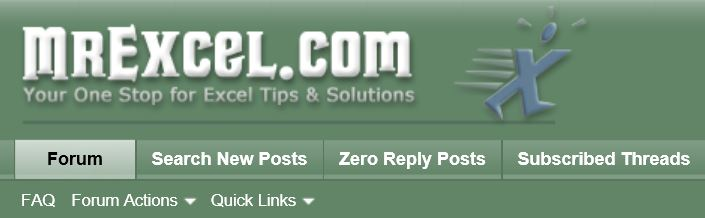 MrExcel.com
Your One Stop for Excel Tips & Solutions
Forum Search New Posts Zero Reply Posts Subscribed Threads
FAQ Forum Actions Quick Links